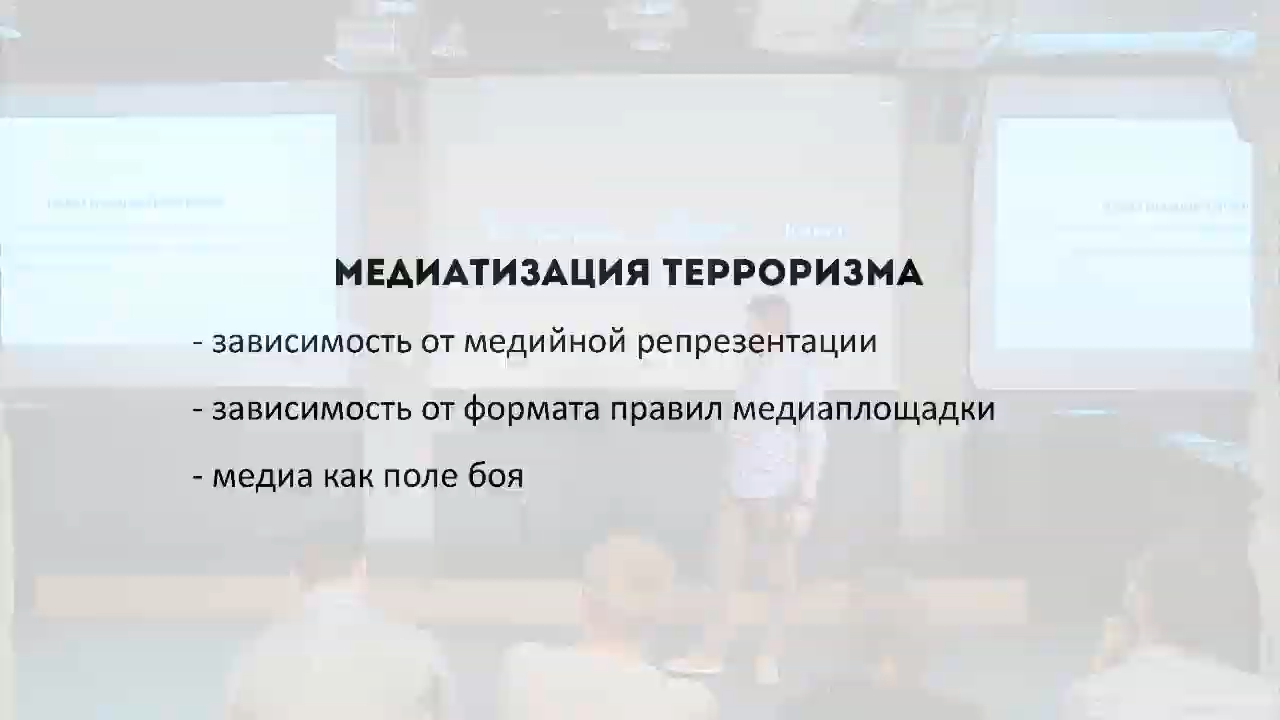 МЕДИАТИЗАЦИЯ ТЕРРОРИЗМА
- зависимость от медийной репрезентации
- зависимость от формата правил медиаплощадки
- медиа как поле боя